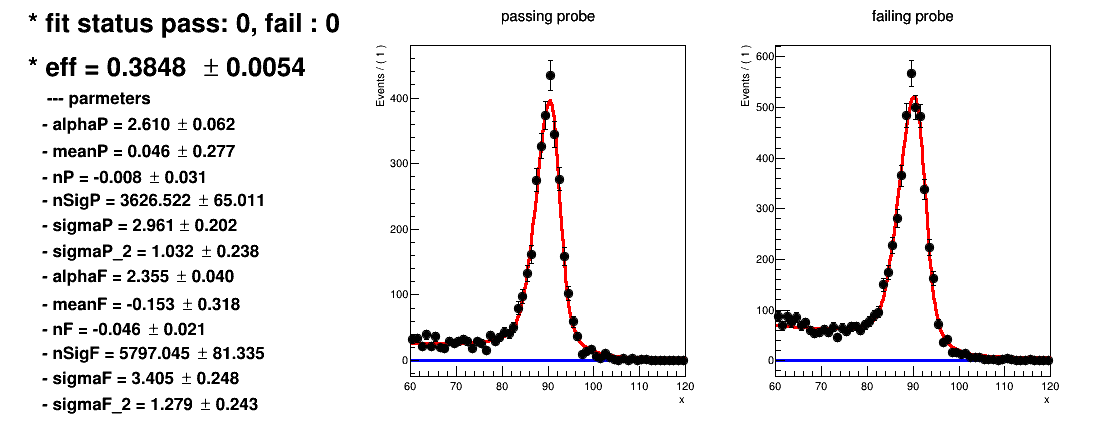 * fit status pass: 0, fail : 0
* eff = 0.3848 ± 0.0054
--- parmeters
- alphaP = 2.610 ± 0.062
- meanP = 0.046 ± 0.277
- nP = -0.008 ± 0.031
- nSigP = 3626.522 ± 65.011
- sigmaP = 2.961 ± 0.202
- sigmaP_2 = 1.032 ± 0.238
- alphaF = 2.355 ± 0.040
- meanF = -0.153 ± 0.318
- nF = -0.046 ± 0.021
- nSigF = 5797.045 ± 81.335
- sigmaF = 3.405 ± 0.248
- sigmaF_2 = 1.279 ± 0.243
passing probe
Events / ( 1 )
400
300
200
100
0
60 70 80 90 100 110 120
x
failing probe
Events / ( 1 )
600
500
400
300
200
100
0
60 70 80 90 100 110 120
x